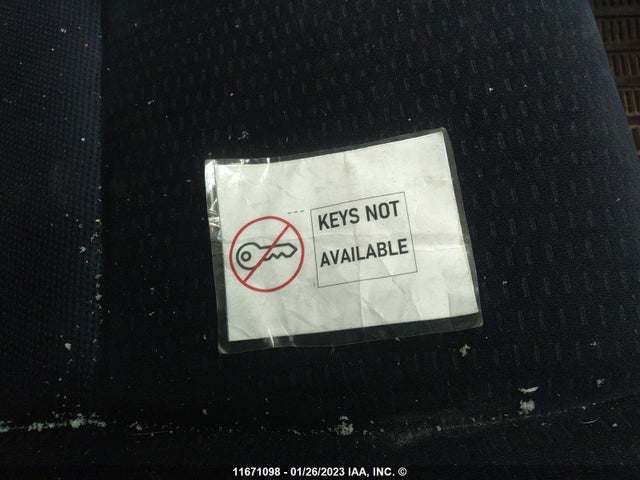 KEYS NOT
AVAILABLE
11671098 - 01/26/2023 IAA, INC. ©